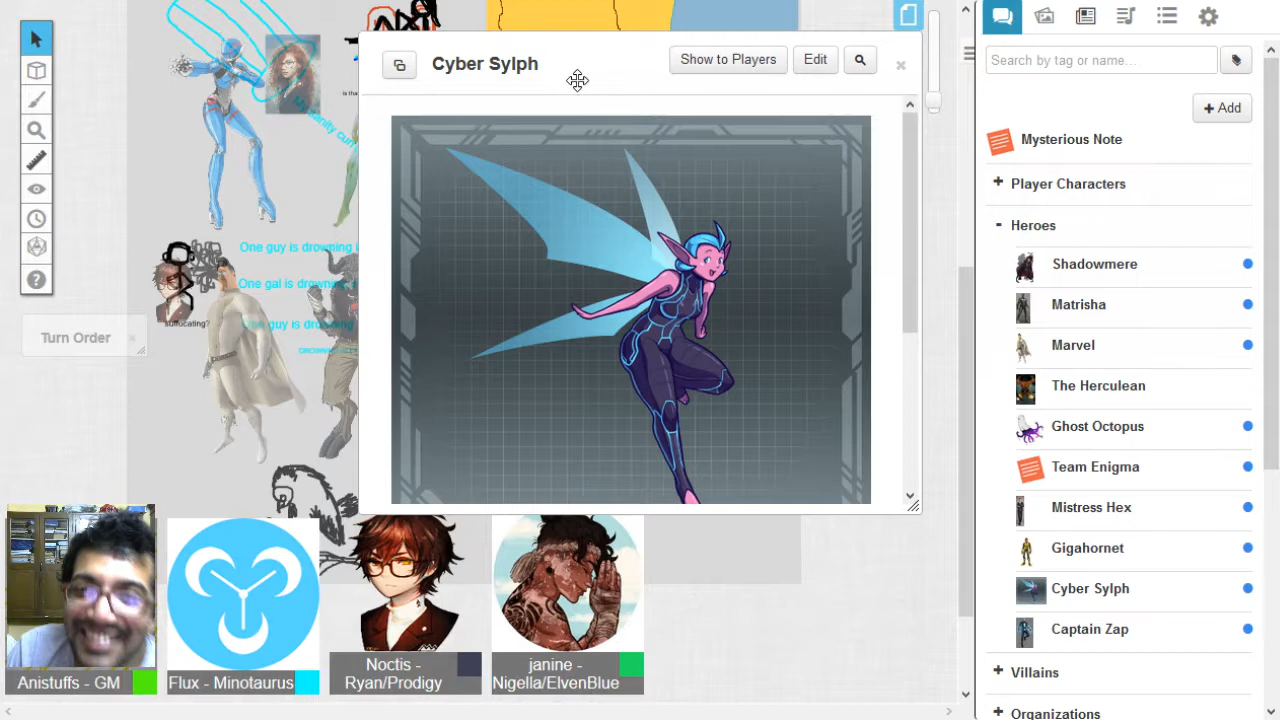 Cyber Sylph
Show to Players
Edit
Search by tag or name...
+ Add
Mysterious Note
Player Characters
Heroes
Shadowmere
Matrisha
Marvel
The Herculean
Ghost Octopus
Team Enigma
Mistress Hex
Gigahornet
Cyber Sylph
Captain Zap
Villains
Organizations
is tha
One guy is drowning i
One gal is drowning
One guy is drowning
suffocating?
Turn Order
Anistuffs - GM
Flux - Minotaurus
Noctis -
Ryan/Prodigy
janine -
Nigella/ElvenBlue